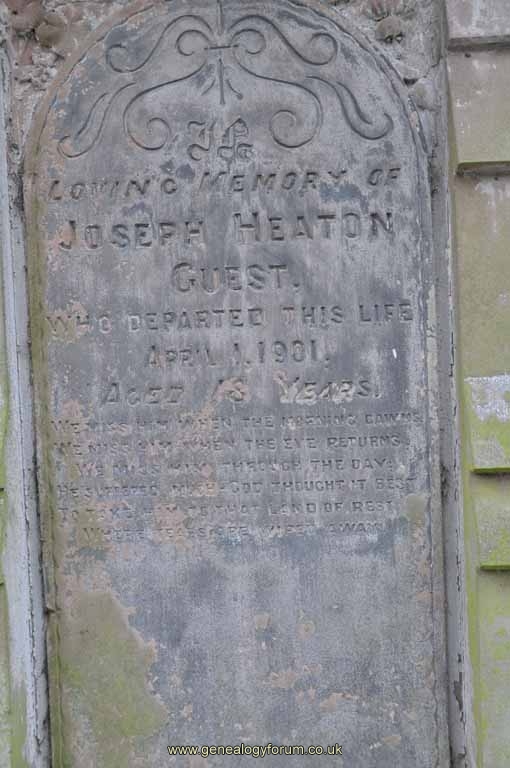 In
Loving Memory of
Joseph Heaton
Guest.
Who departed this life
April 1. 1901.
Aged 18 Years.
We miss him when the morning dawns
We miss him when the eve returns
We miss him through the day.
He suffered much God thought it best
To take him to that land of rest
Where tears are wiped away
www.genealogyforum.co.uk